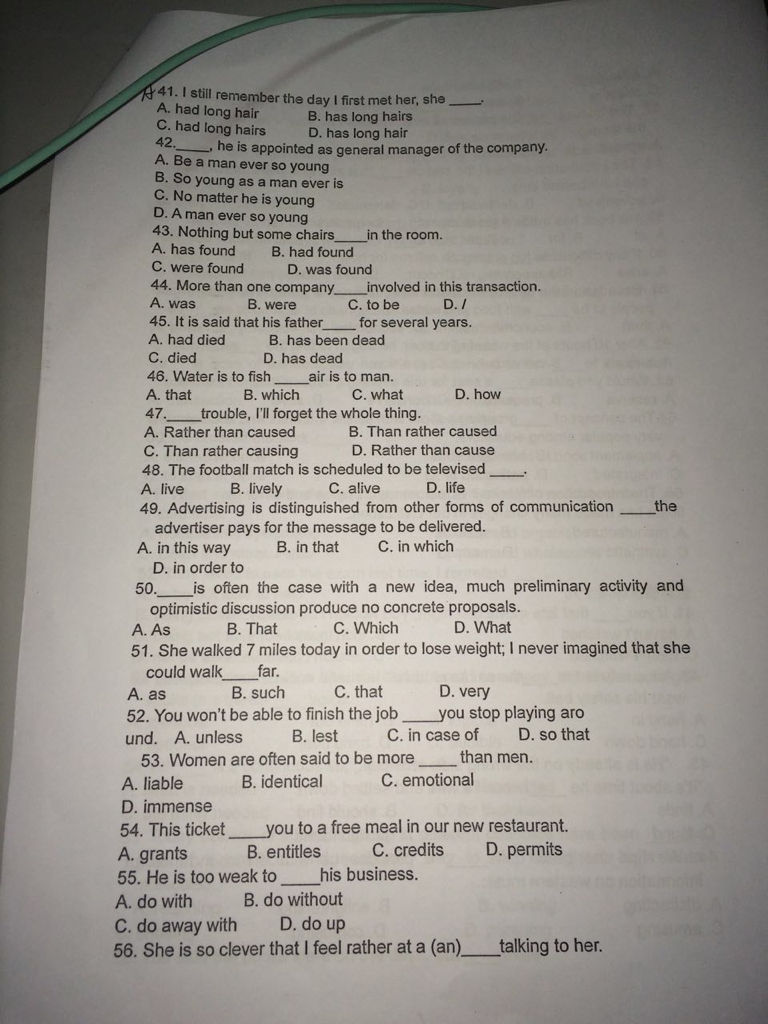 A 41. I still remember the day I first met her, she ____.
A. had long hair B. has long hairs
C. had long hairs D. has long hair
42.____, he is appointed as general manager of the company.
A. Be a man ever so young
B. So young as a man ever is
C. No matter he is young
D. A man ever so young
43. Nothing but some chairs____in the room.
A. has found B. had found
C. were found D. was found
44. More than one company____involved in this transaction.
A. was B. were C. to be D. /
45. It is said that his father____ for several years.
A. had died B. has been dead
C. died D. has dead
46. Water is to fish ____air is to man.
A. that B. which C. what D. how
47.____trouble, I'll forget the whole thing.
A. Rather than caused B. Than rather caused
C. Than rather causing D. Rather than cause
48. The football match is scheduled to be televised ____.
A. live B. lively C. alive D. life
49. Advertising is distinguished from other forms of communication ____the
advertiser pays for the message to be delivered.
A. in this way B. in that C. in which
D. in order to
50.____is often the case with a new idea, much preliminary activity and
optimistic discussion produce no concrete proposals.
A. As B. That C. Which D. What
51. She walked 7 miles today in order to lose weight; I never imagined that she
could walk____far.
A. as B. such C. that D. very
52. You won't be able to finish the job ____you stop playing aro
und. A. unless B. lest C. in case of D. so that
53. Women are often said to be more ____ than men.
A. liable B. identical C. emotional
D. immense
54. This ticket ____you to a free meal in our new restaurant.
A. grants B. entitles C. credits D. permits
55. He is too weak to ____his business.
A. do with B. do without
C. do away with D. do up
56. She is so clever that I feel rather at a (an)____talking to her.